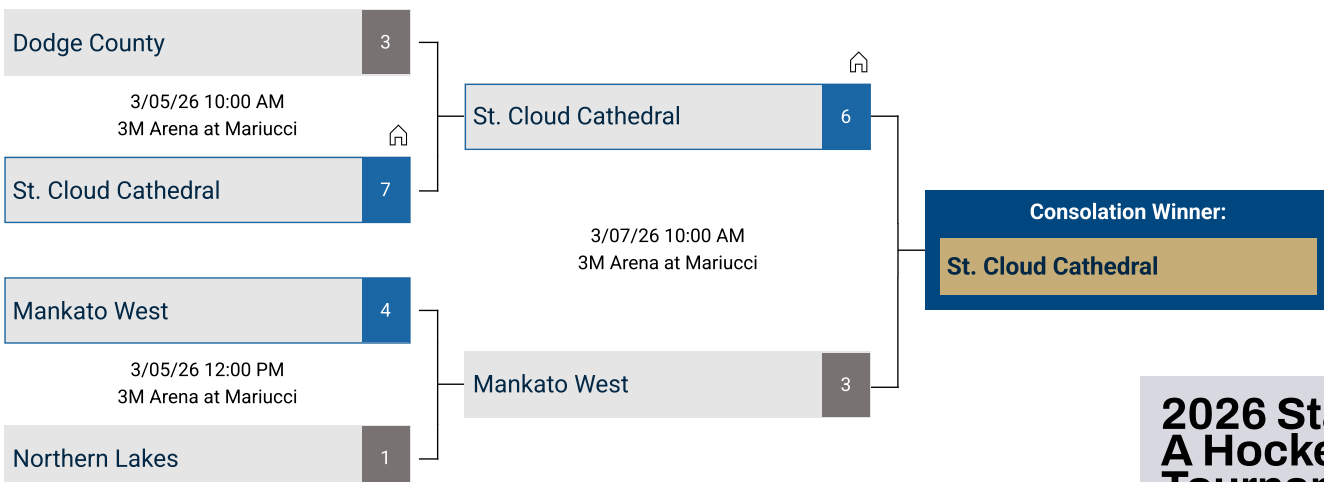 Dodge County 3
3/05/26 10:00 AM
3M Arena at Mariucci
St. Cloud Cathedral 7
Mankato West 4
3/05/26 12:00 PM
3M Arena at Mariucci
Northern Lakes 1
St. Cloud Cathedral 6
3/07/26 10:00 AM
3M Arena at Mariucci
Mankato West 3
Consolation Winner:
St. Cloud Cathedral
2026
A